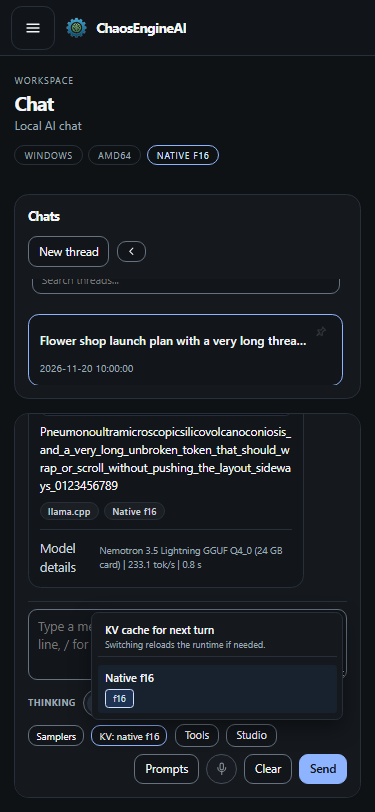 ChaosEngineAI
WORKSPACE
Chat
Local AI chat
WINDOWS
AMD64
NATIVE F16
Chats
New thread
Search threads...
Flower shop launch plan with a very long threa...
2026-11-20 10:00:00
Pneumonoultramicroscopicsilicovolcanoconiosis_
and_a_very_long_unbroken_token_that_should_w
rap_or_scroll_without_pushing_the_layout_sidewa
ys_0123456789
llama.cpp
Native f16
Model
details
Nemotron 3.5 Lightning GGUF Q4_0 (24 GB
card) | 233.1 tok/s | 0.8 s
Type a me
line, / for
KV cache for next turn
Switching reloads the runtime if needed.
Native f16
f16
THINKING
Samplers
KV: native f16
Tools
Studio
Prompts
Clear
Send